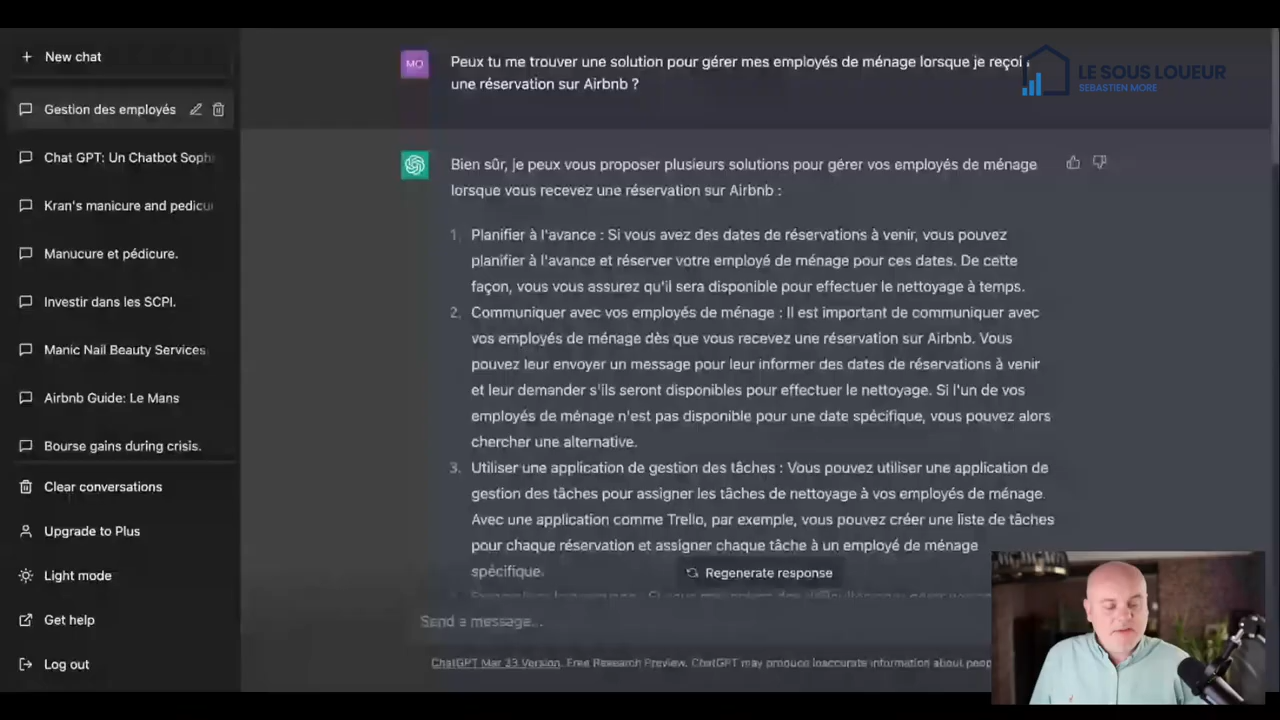 New chat
Gestion des employés
Chat GPT: Un Chatbot Soph
Kran's manicure and pedicu
Manucure et pédicure.
Investir dans les SCPI.
Manic Nail Beauty Services
Airbnb Guide: Le Mans
Bourse gains during crisis.
Clear conversations
Upgrade to Plus
Light mode
Get help
Log out
MO
Peux tu me trouver une solution pour gérer mes employés de ménage lorsque je reçois
une réservation sur Airbnb ?
LE SOUS LOUEUR
SEBASTIEN MORE
Bien sûr, je peux vous proposer plusieurs solutions pour gérer vos employés de ménage
lorsque vous recevez une réservation sur Airbnb :
1. Planifier à l'avance : Si vous avez des dates de réservations à venir, vous pouvez
planifier à l'avance et réserver votre employé de ménage pour ces dates. De cette
façon, vous vous assurez qu'il sera disponible pour effectuer le nettoyage à temps.
2. Communiquer avec vos employés de ménage : Il est important de communiquer avec
vos employés de ménage dès que vous recevez une réservation sur Airbnb. Vous
pouvez leur envoyer un message pour leur informer des dates de réservations à venir
et leur demander s'ils seront disponibles pour effectuer le nettoyage. Si l'un de vos
employés de ménage n'est pas disponible pour une date spécifique, vous pouvez alors
chercher une alternative.
3. Utiliser une application de gestion des tâches : Vous pouvez utiliser une application de
gestion des tâches pour assigner les tâches de nettoyage à vos employés de ménage.
Avec une application comme Trello, par exemple, vous pouvez créer une liste de tâches
pour chaque réservation et assigner chaque tâche à un employé de ménage
spécifique.
Regenerate response
Send a message...
ChatGPT Mar 23 Version. Free Research Preview. ChatGPT may produce inaccurate information about peop